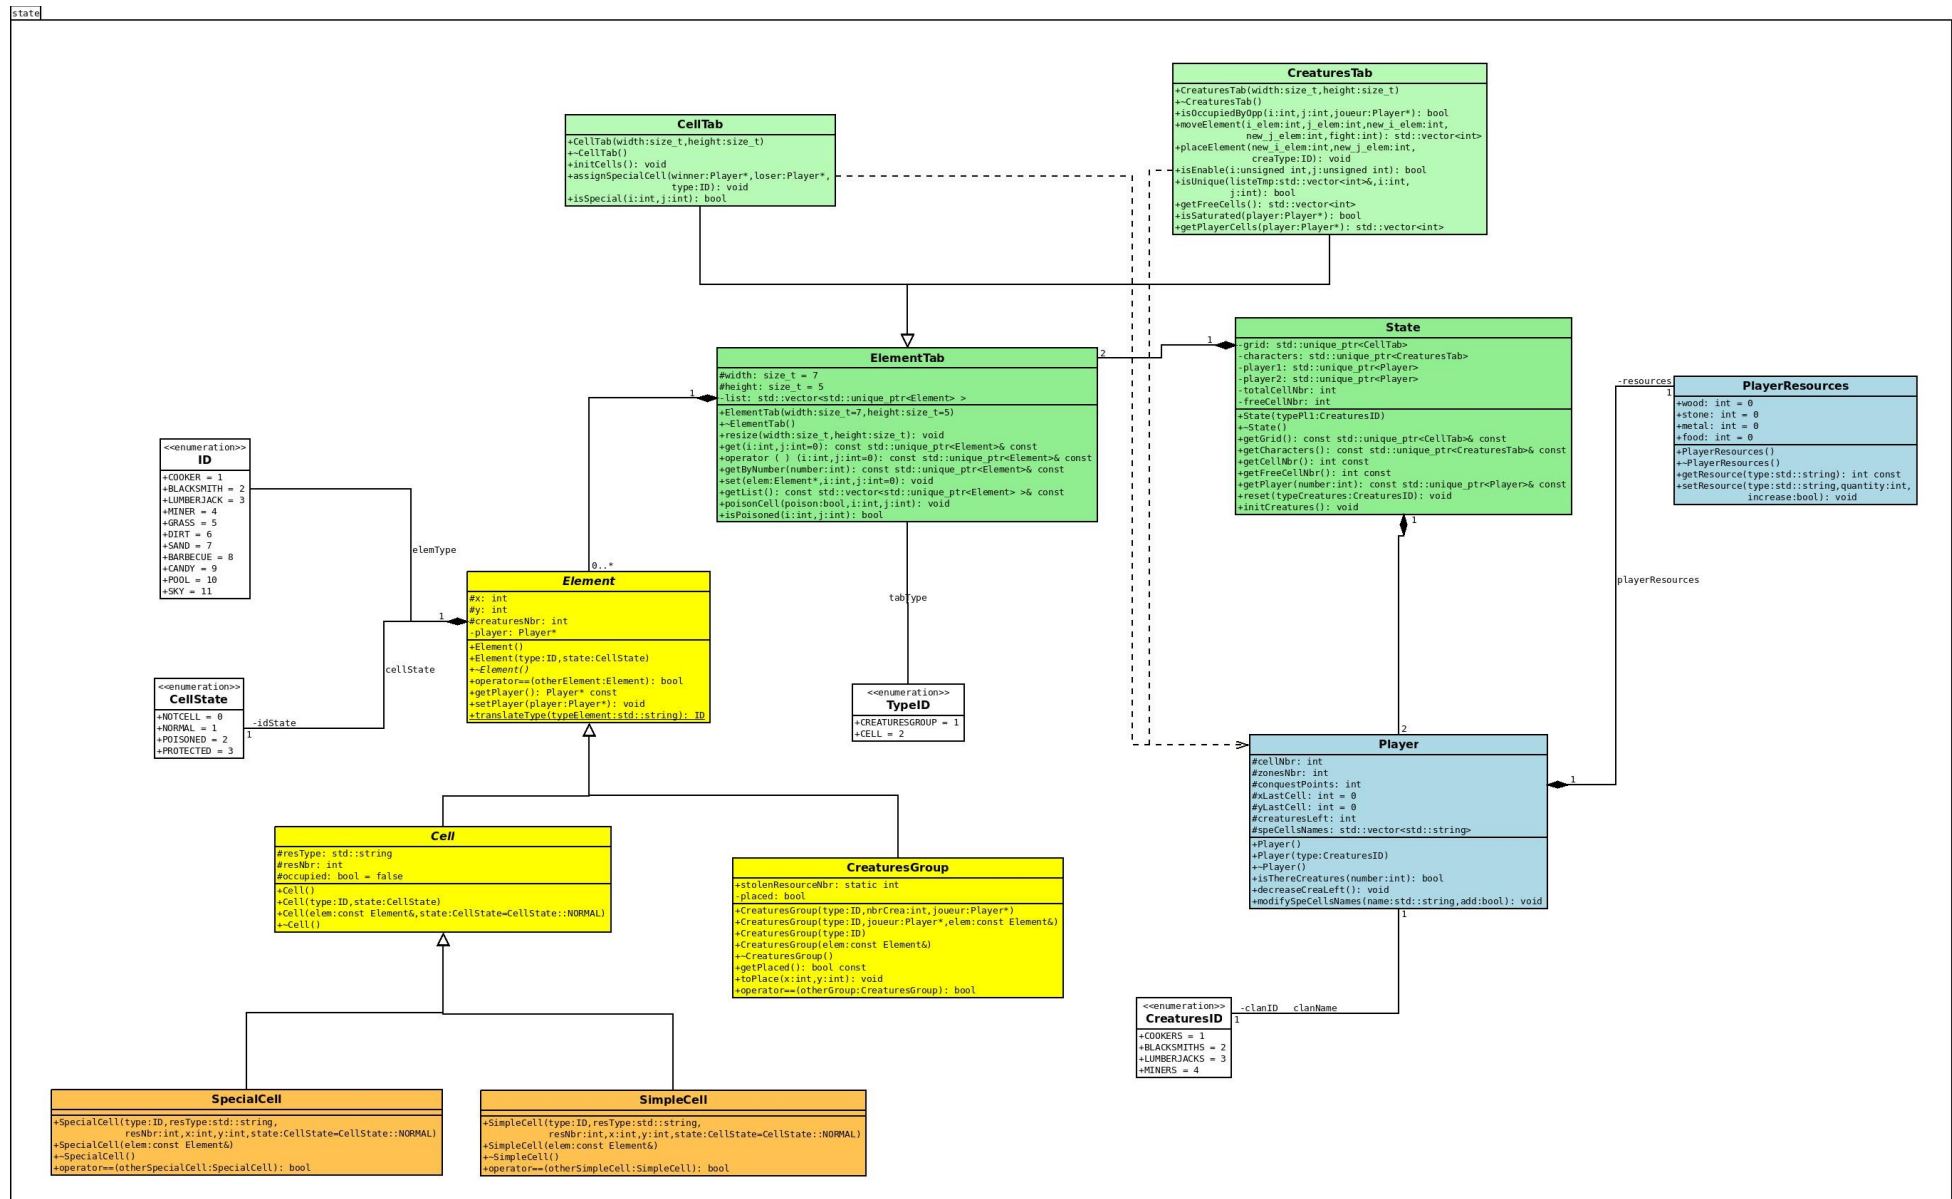 state
CreaturesTab
+CreaturesTab(width:size_t,height:size_t)
+~CreaturesTab()
+isOccupiedByOpp(i:int,j:int,joueur:Player*): bool
+moveElement(i_elem:int,j_elem:int,new_i_elem:int,
new_j_elem:int,fight:int): std::vector<int>
+placeElement(new_i_elem:int,new_j_elem:int,
creaType:ID): void
+isEnable(i:unsigned int,j:unsigned int): bool
+isUnique(listeTmp:std::vector<int>&,i:int,
j:int): bool
+getFreeCells(): std::vector<int>
+isSaturated(player:Player*): bool
+getPlayerCells(player:Player*): std::vector<int>
CellTab
+CellTab(width:size_t,height:size_t)
+~CellTab()
+initCells(): void
+assignSpecialCell(winner:Player*,loser:Player*,
type:ID): void
+isSpecial(i:int,j:int): bool
ElementTab
#width: size_t = 7
#height: size_t = 5
-list: std::vector<std::unique_ptr<Element> >
+ElementTab(width:size_t=7,height:size_t=5)
+~ElementTab()
+resize(width:size_t,height:size_t): void
+get(i:int,j:int=0): const std::unique_ptr<Element>& const
+operator ( ) (i:int,j:int=0): const std::unique_ptr<Element>& const
+getByNumber(number:int): const std::unique_ptr<Element>& const
+set(elem:Element*,i:int,j:int=0): void
+getList(): const std::vector<std::unique_ptr<Element> >& const
+poisonCell(poison:bool,i:int,j:int): void
+isPoisoned(i:int,j:int): bool
2
1
State
-grid: std::unique_ptr<CellTab>
-characters: std::unique_ptr<CreaturesTab>
-player1: std::unique_ptr<Player>
-player2: std::unique_ptr<Player>
-totalCellNbr: int
-freeCellNbr: int
+State(typePl1:CreaturesID)
+~State()
+getGrid(): const std::unique_ptr<CellTab>& const
+getCharacters(): const std::unique_ptr<CreaturesTab>& const
+getCellNbr(): int const
+getFreeCellNbr(): int const
+getPlayer(number:int): const std::unique_ptr<Player>& const
+reset(typeCreatures:CreaturesID): void
+initCreatures(): void
1
-resources
1
PlayerResources
+wood: int = 0
+stone: int = 0
+metal: int = 0
+food: int = 0
+PlayerResources()
+~PlayerResources()
+getResource(type:std::string): int const
+setResource(type:std::string,quantity:int,
increase:bool): void
playerResources
1
<<enumeration>>
ID
+COOKER = 1
+BLACKSMITH = 2
+LUMBERJACK = 3
+MINER = 4
+GRASS = 5
+DIRT = 6
+SAND = 7
+BARBECUE = 8
+CANDY = 9
+POOL = 10
+SKY = 11
elemType
1
0..*
Element
#x: int
#y: int
#creaturesNbr: int
-player: Player*
+Element()
+Element(type:ID,state:CellState)
+~Element()
+operator==(otherElement:Element): bool
+getPlayer(): Player* const
+setPlayer(player:Player*): void
+translateType(typeElement:std::string): ID
1
cellState
<<enumeration>>
CellState
+NOTCELL = 0
+NORMAL = 1
+POISONED = 2
+PROTECTED = 3
-idState
1
tabType
<<enumeration>>
TypeID
+CREATURESGROUP = 1
+CELL = 2
2
Player
#cellNbr: int
#zonesNbr: int
#conquestPoints: int
#xLastCell: int = 0
#yLastCell: int = 0
#creaturesLeft: int
#speCellsNames: std::vector<std::string>
+Player()
+Player(type:CreaturesID)
+~Player()
+isThereCreatures(number:int): bool
+decreaseCreaLeft(): void
+modifySpeCellsNames(name:std::string,add:bool): void
1
1
Cell
#resType: std::string
#resNbr: int
#occupied: bool = false
+Cell()
+Cell(type:ID,state:CellState)
+Cell(elem:const Element&,state:CellState=CellState::NORMAL)
+~Cell()
CreaturesGroup
+stolenResourceNbr: static int
-placed: bool
+CreaturesGroup(type:ID,nbrCrea:int,joueur:Player*)
+CreaturesGroup(type:ID,joueur:Player*,elem:const Element&)
+CreaturesGroup(type:ID)
+CreaturesGroup(elem:const Element&)
+~CreaturesGroup()
+getPlaced(): bool const
+toPlace(x:int,y:int): void
+operator==(otherGroup:CreaturesGroup): bool
<<enumeration>>
CreaturesID
+COOKERS = 1
+BLACKSMITHS = 2
+LUMBERJACKS = 3
+MINERS = 4
-clanID clanName
1
SpecialCell
+SpecialCell(type:ID,resType:std::string,
resNbr:int,x:int,y:int,state:CellState=CellState::NORMAL)
+SpecialCell(elem:const Element&)
+~SpecialCell()
+operator==(otherSpecialCell:SpecialCell): bool
SimpleCell
+SimpleCell(type:ID,resType:std::string,
resNbr:int,x:int,y:int,state:CellState=CellState::NORMAL)
+SimpleCell(elem:const Element&)
+~SimpleCell()
+operator==(otherSimpleCell:SimpleCell): bool